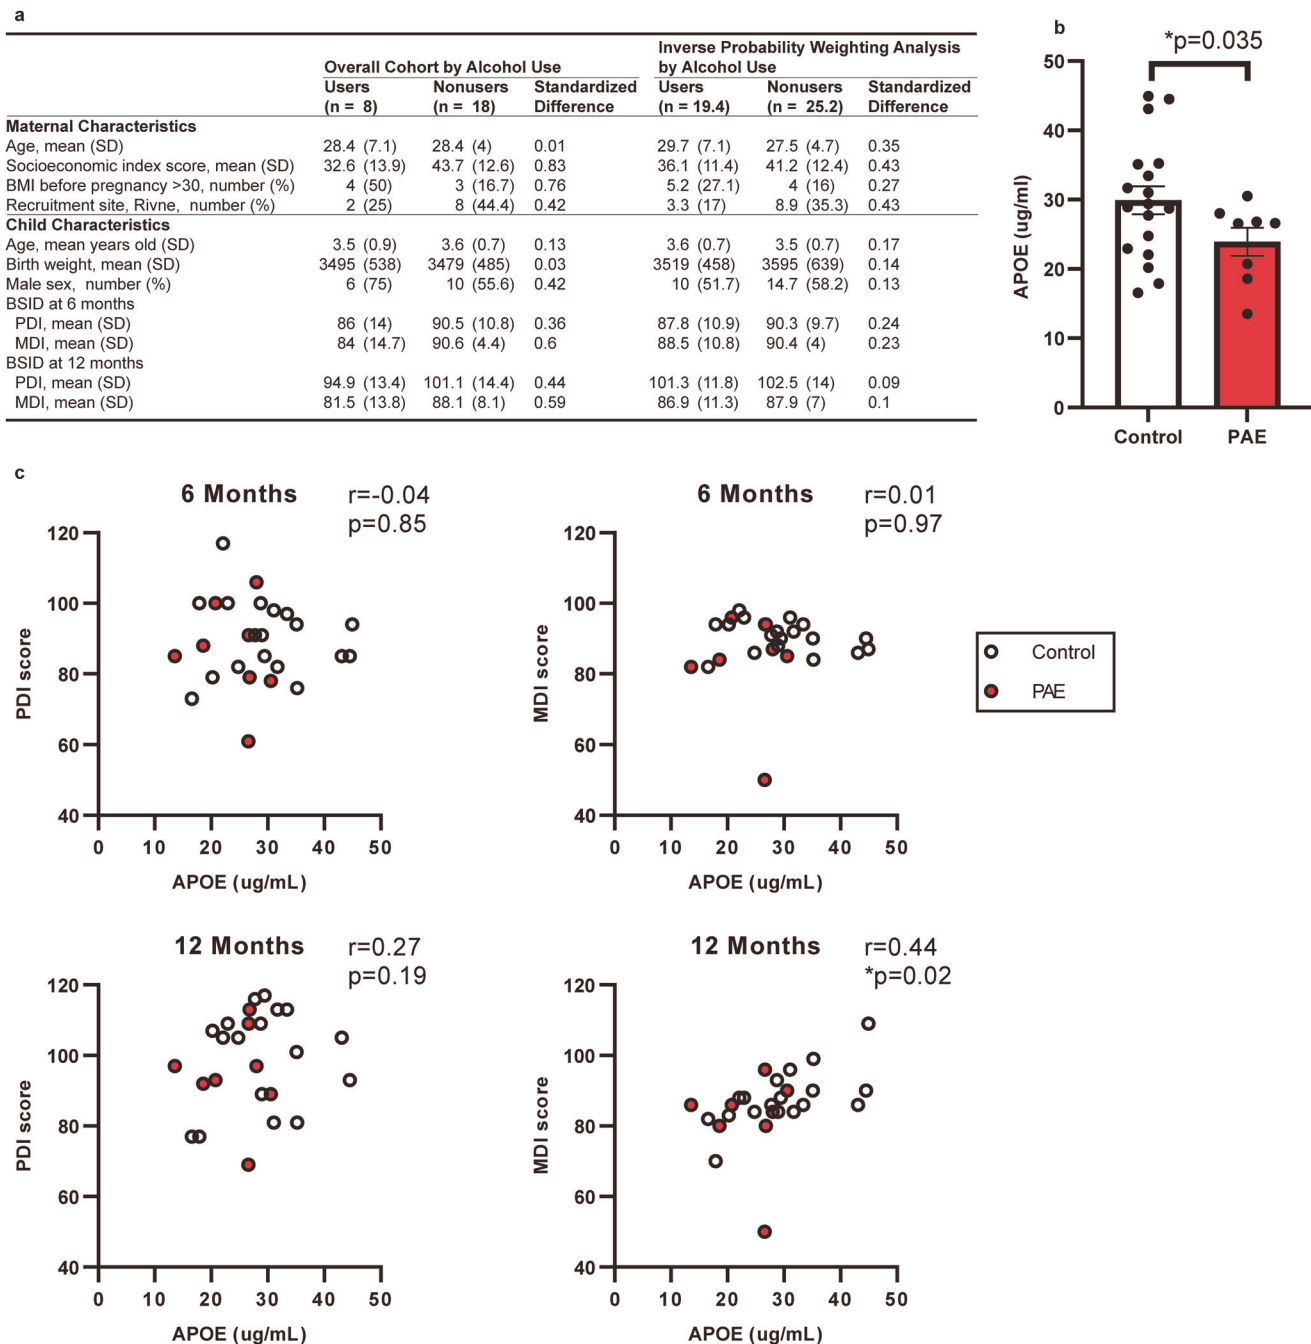 a
Inverse Probability Weighting Analysis
Overall Cohort by Alcohol Use by Alcohol Use
Users Nonusers Standardized Users Nonusers Standardized
(n = 8) (n = 18) Difference (n = 19.4) (n = 25.2) Difference
Maternal Characteristics
Age, mean (SD) 28.4 (7.1) 28.4 (4) 0.01 29.7 (7.1) 27.5 (4.7) 0.35
Socioeconomic index score, mean (SD) 32.6 (13.9) 43.7 (12.6) 0.83 36.1 (11.4) 41.2 (12.4) 0.43
BMI before pregnancy >30, number (%) 4 (50) 3 (16.7) 0.76 5.2 (27.1) 4 (16) 0.27
Recruitment site, Rivne, number (%) 2 (25) 8 (44.4) 0.42 3.3 (17) 8.9 (35.3) 0.43
Child Characteristics
Age, mean years old (SD) 3.5 (0.9) 3.6 (0.7) 0.13 3.6 (0.7) 3.5 (0.7) 0.17
Birth weight, mean (SD) 3495 (538) 3479 (485) 0.03 3519 (458) 3595 (639) 0.14
Male sex, number (%) 6 (75) 10 (55.6) 0.42 10 (51.7) 14.7 (58.2) 0.13
BSID at 6 months
PDI, mean (SD) 86 (14) 90.5 (10.8) 0.36 87.8 (10.9) 90.3 (9.7) 0.24
MDI, mean (SD) 84 (14.7) 90.6 (4.4) 0.6 88.5 (10.8) 90.4 (4) 0.23
BSID at 12 months
PDI, mean (SD) 94.9 (13.4) 101.1 (14.4) 0.44 101.3 (11.8) 102.5 (14) 0.09
MDI, mean (SD) 81.5 (13.8) 88.1 (8.1) 0.59 86.9 (11.3) 87.9 (7) 0.1
b
*p=0.035
50
40
30
20
10
0
APOE (ug/ml)
Control PAE
c
6 Months r=-0.04
p=0.85
120
100
80
60
40
PDI score
0 10 20 30 40 50
APOE (ug/mL)
6 Months r=0.01
p=0.97
120
100
80
60
40
MDI score
0 10 20 30 40 50
APOE (ug/mL)
Control
PAE
12 Months r=0.27
p=0.19
120
100
80
60
40
PDI score
0 10 20 30 40 50
APOE (ug/mL)
12 Months r=0.44
*p=0.02
120
100
80
60
40
MDI score
0 10 20 30 40 50
APOE (ug/mL)